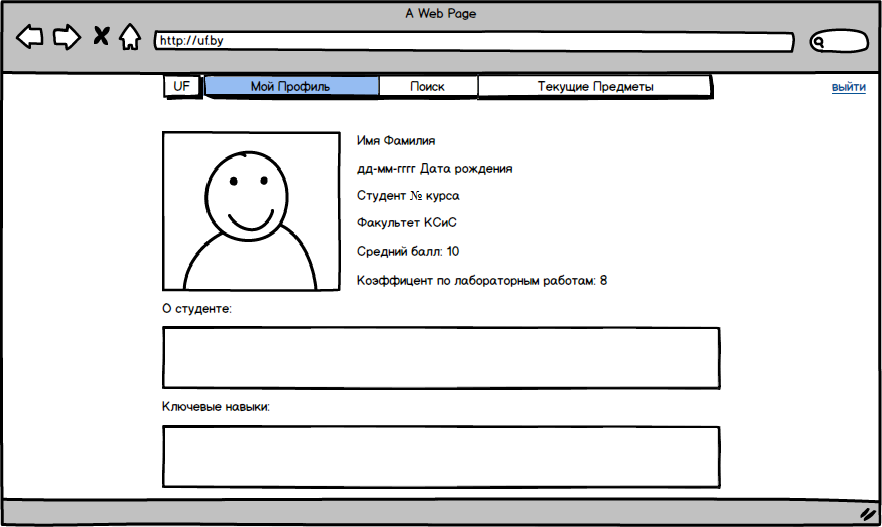 A Web Page
http://uf.by
UF Мой Профиль Поиск Текущие Предметы выйти
Имя Фамилия
дд-мм-гггг Дата рождения
Студент № курса
Факультет КСиС
Средний балл: 10
Коэффицент по лабораторным работам: 8
О студенте:
Ключевые навыки: